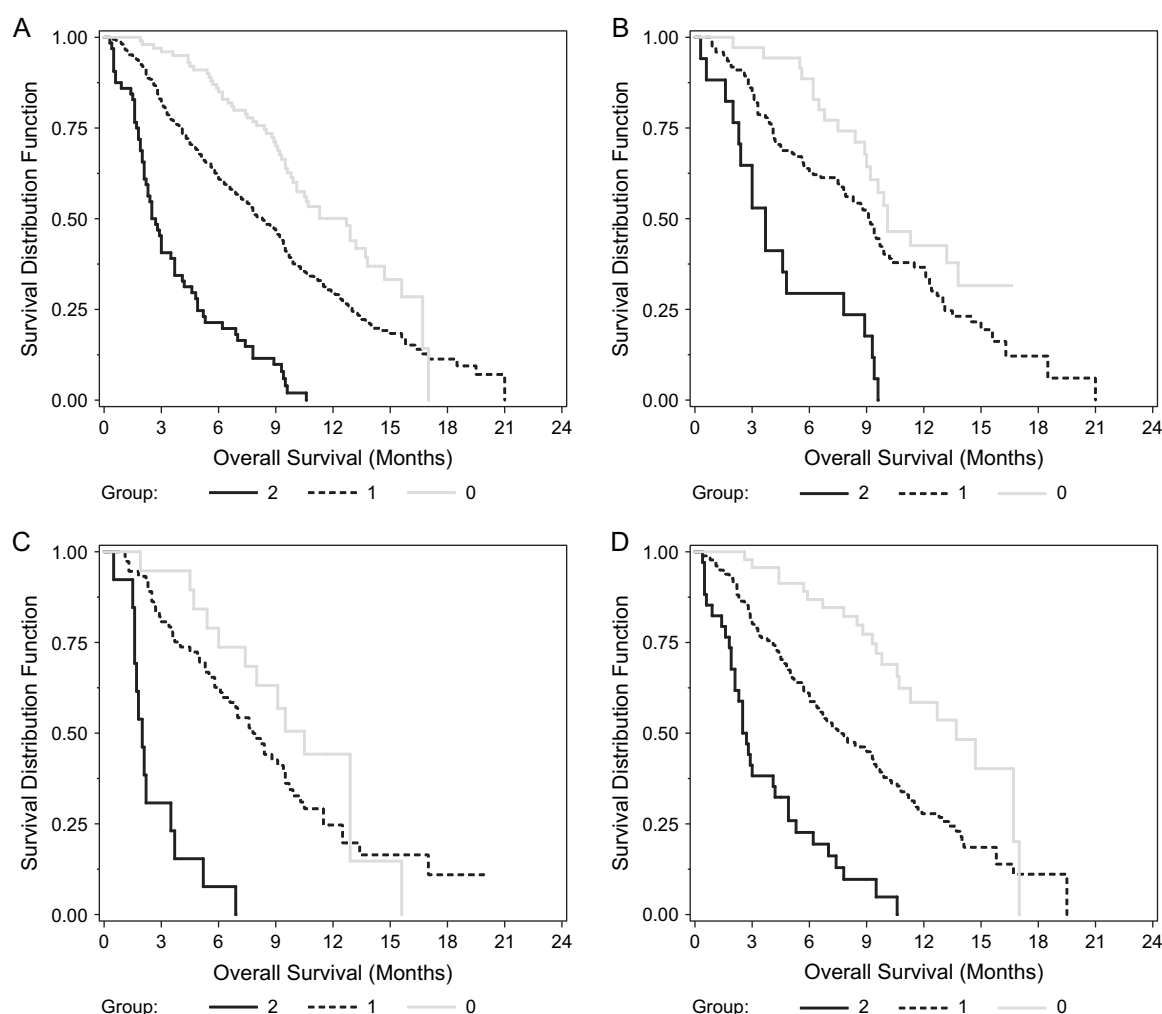 A
Survival Distribution Function
1.00
0.75
0.50
0.25
0.00
0 3 6 9 12 15 18 21 24
Overall Survival (Months)
Group: 2 1 0
B
Survival Distribution Function
1.00
0.75
0.50
0.25
0.00
0 3 6 9 12 15 18 21 24
Overall Survival (Months)
Group: 2 1 0
C
Survival Distribution Function
1.00
0.75
0.50
0.25
0.00
0 3 6 9 12 15 18 21 24
Overall Survival (Months)
Group: 2 1 0
D
Survival Distribution Function
1.00
0.75
0.50
0.25
0.00
0 3 6 9 12 15 18 21 24
Overall Survival (Months)
Group: 2 1 0